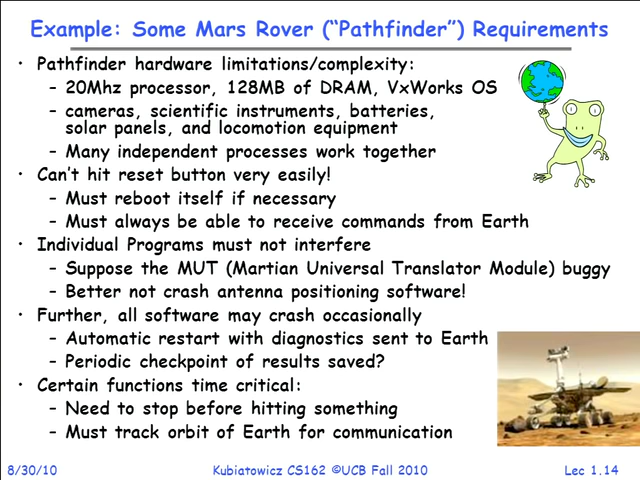 Example: Some Mars Rover (“Pathfinder”) Requirements
• Pathfinder hardware limitations/complexity:
– 20Mhz processor, 128MB of DRAM, VxWorks OS
– cameras, scientific instruments, batteries,
solar panels, and locomotion equipment
– Many independent processes work together
• Can’t hit reset button very easily!
– Must reboot itself if necessary
– Must always be able to receive commands from Earth
• Individual Programs must not interfere
– Suppose the MUT (Martian Universal Translator Module) buggy
– Better not crash antenna positioning software!
• Further, all software may crash occasionally
– Automatic restart with diagnostics sent to Earth
– Periodic checkpoint of results saved?
• Certain functions time critical:
– Need to stop before hitting something
– Must track orbit of Earth for communication
8/30/10 Kubiatowicz CS162 ©UCB Fall 2010 Lec 1.14